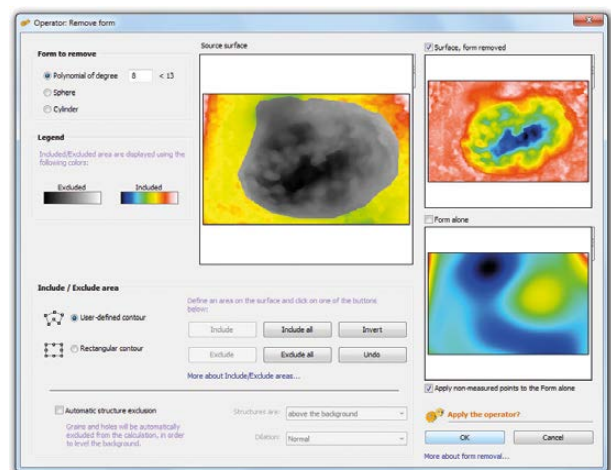 Operator: Remove form
Form to remove
Polynomial of degree 8 < 13
Sphere
Cylinder
Legend
Included/Excluded area are displayed using the
following colors:
Excluded Included
Source surface
Surface, form removed
Form alone
Include / Exclude area
User-defined contour
Rectangular contour
Define an area on the surface and click on one of the buttons
below:
Include Include all Invert
Exclude Exclude all Undo
More about Include/Exclude areas...
Automatic structure exclusion
Grains and holes will be automatically
excluded from the calculation, in order
to level the background.
Structures are: above the background
Dilation: Normal
Apply non-measured points to the Form alone
Apply the operator?
OK Cancel
More about form removal...